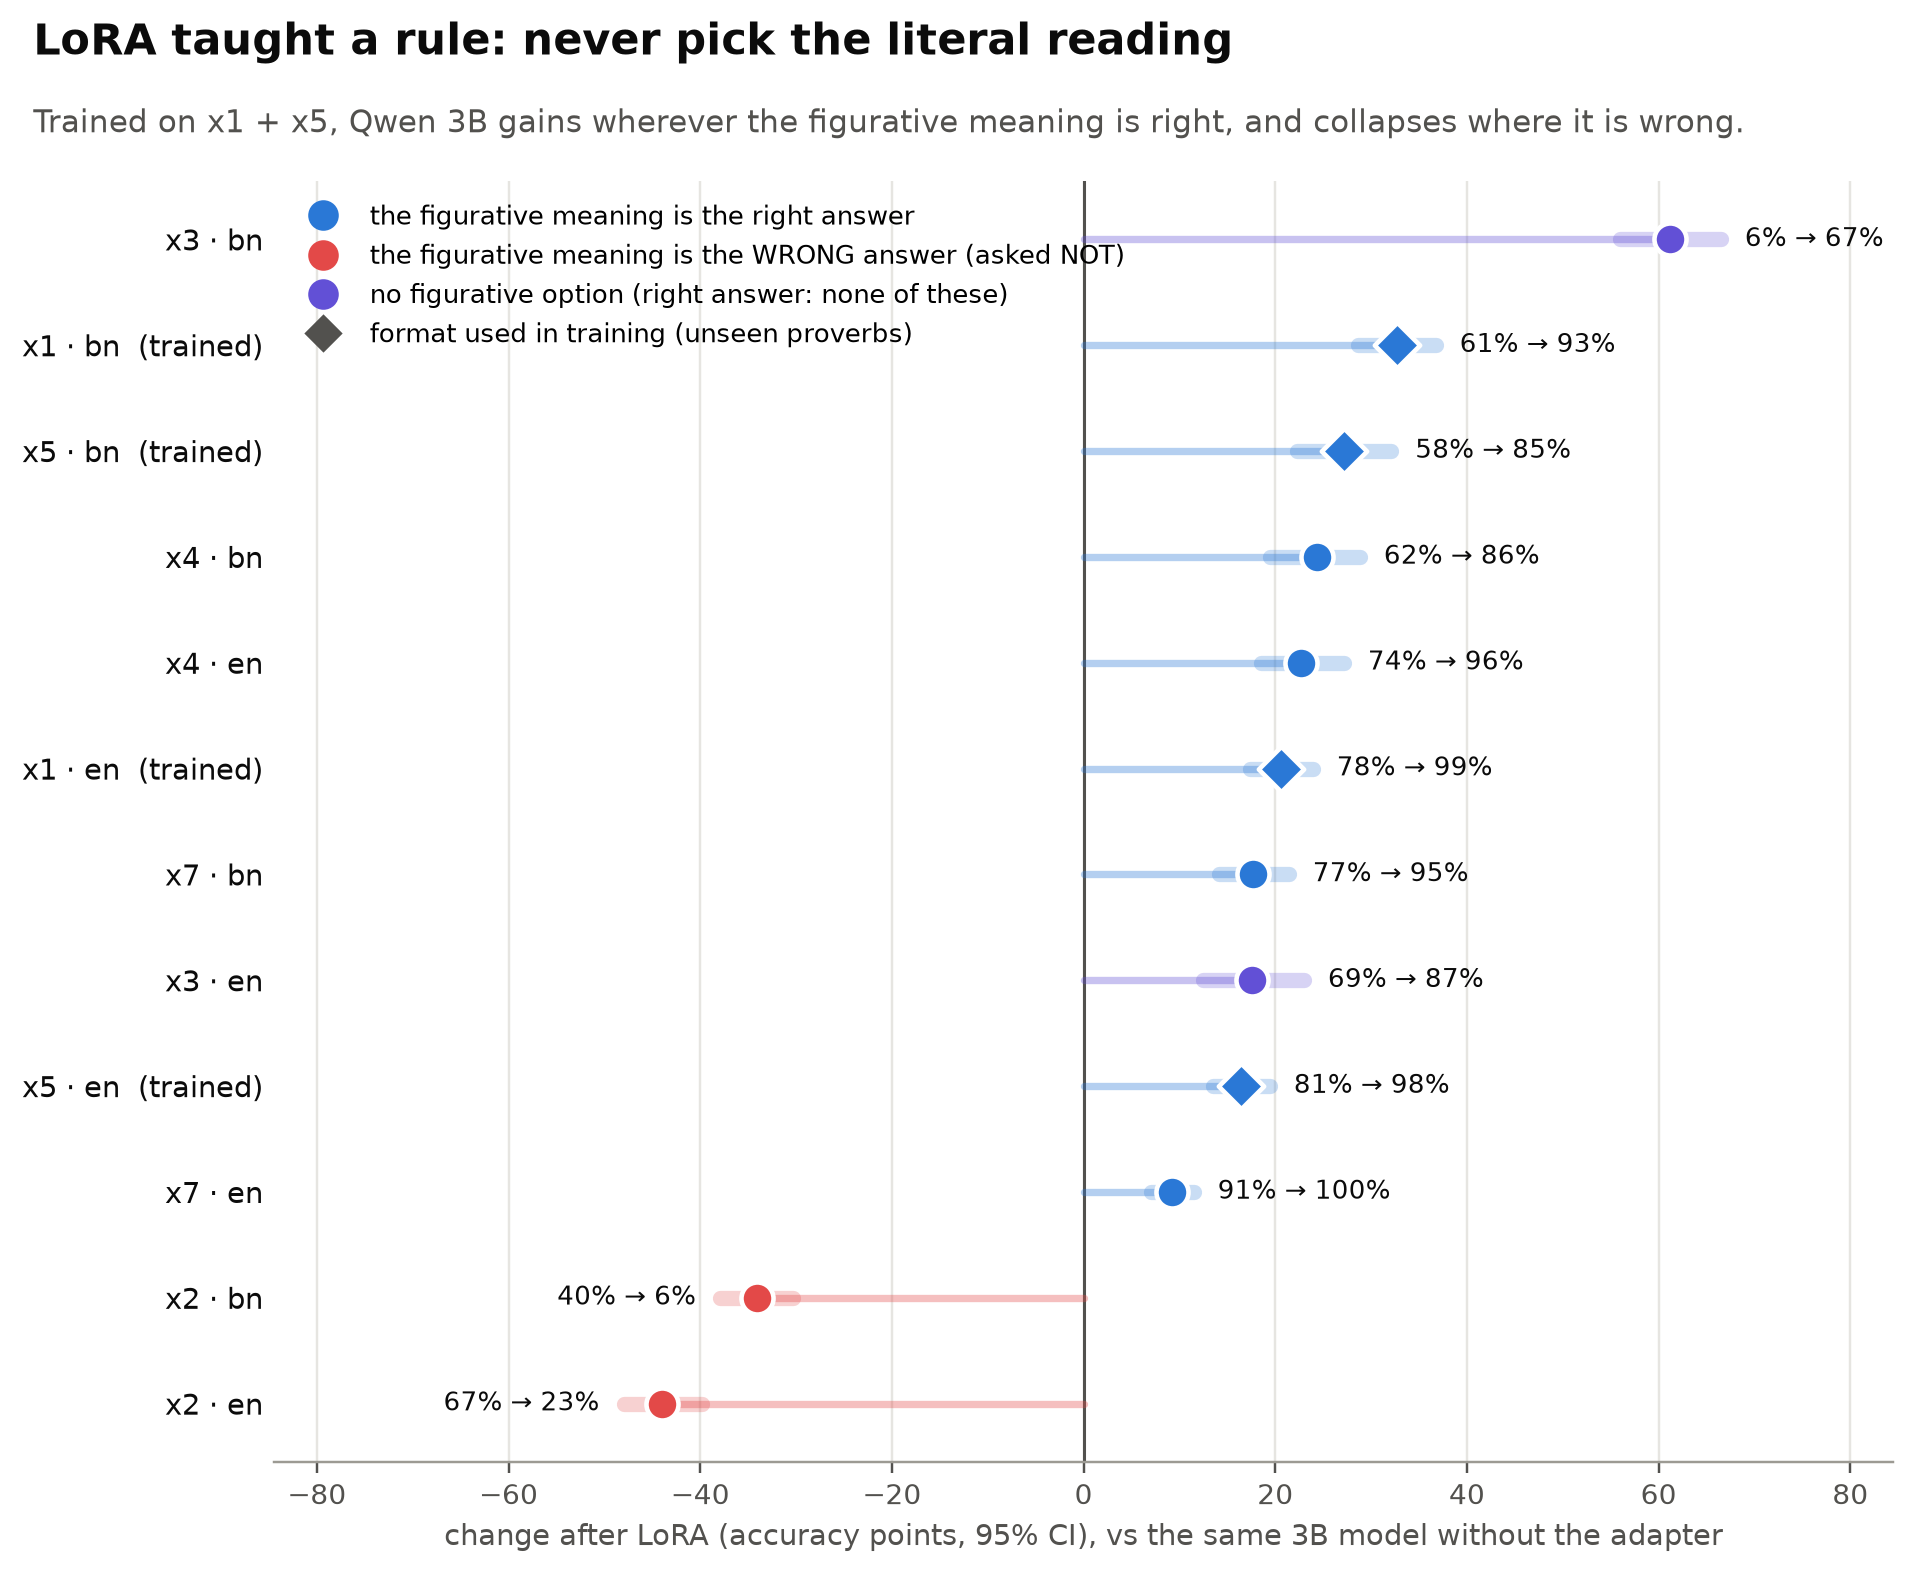 LoRA taught a rule: never pick the literal reading
Trained on x1 + x5, Qwen 3B gains wherever the figurative meaning is right, and collapses where it is wrong.
the figurative meaning is the right answer
the figurative meaning is the WRONG answer (asked NOT)
no figurative option (right answer: none of these)
format used in training (unseen proverbs)
x3 · bn 6% → 67%
x1 · bn (trained) 61% → 93%
x5 · bn (trained) 58% → 85%
x4 · bn 62% → 86%
x4 · en 74% → 96%
x1 · en (trained) 78% → 99%
x7 · bn 77% → 95%
x3 · en 69% → 87%
x5 · en (trained) 81% → 98%
x7 · en 91% → 100%
x2 · bn 40% → 6%
x2 · en 67% → 23%
−80 −60 −40 −20 0 20 40 60 80
change after LoRA (accuracy points, 95% CI), vs the same 3B model without the adapter